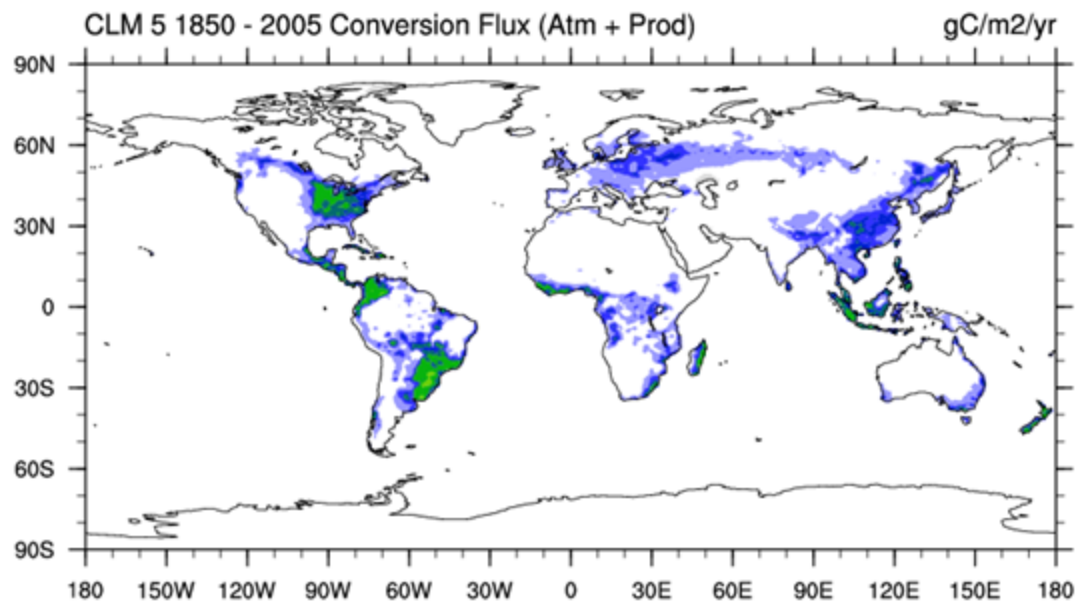 CLM 5 1850 - 2005 Conversion Flux (Atm + Prod) gC/m2/yr
90N
60N
30N
0
30S
60S
90S
180 150W 120W 90W 60W 30W 0 30E 60E 90E 120E 150E 180